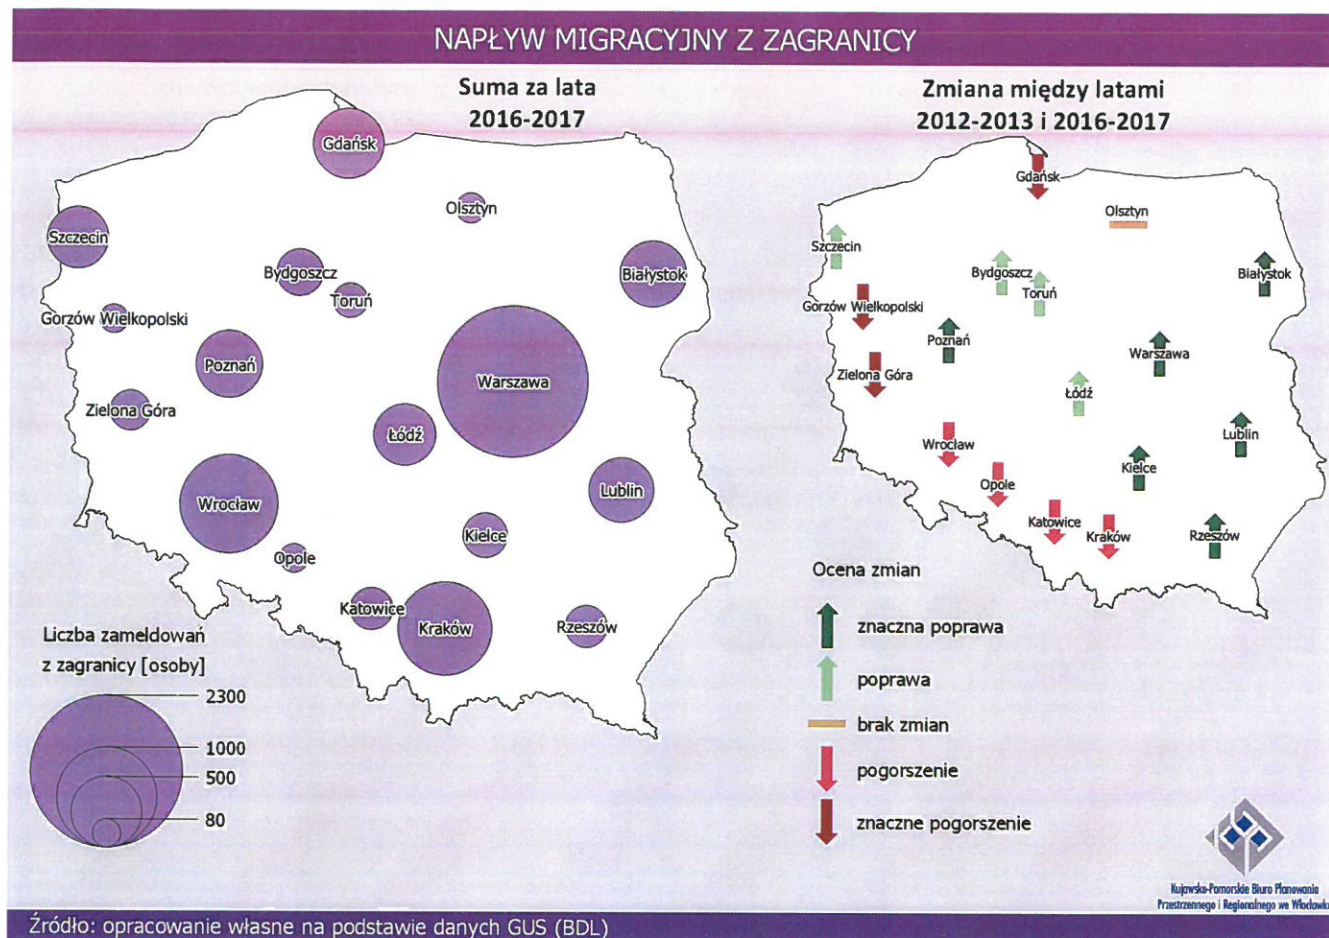 NAPŁYW MIGRACYJNY Z ZAGRANICY
Suma za lata
2016-2017
Gdańsk
Olsztyn
Szczecin
Bydgoszcz
Białystok
Toruń
Gorzów Wielkopolski
Poznań
Warszawa
Zielona Góra
Łódź
Wrocław
Lublin
Kielce
Opole
Katowice
Kraków
Rzeszów
Liczba zameldowań
z zagranicy [osoby]
2300
1000
500
80
Zmiana między latami
2012-2013 i 2016-2017
Gdańsk
Olsztyn
Szczecin
Bydgoszcz
Białystok
Toruń
Gorzów Wielkopolski
Poznań
Warszawa
Zielona Góra
Łódź
Wrocław
Lublin
Kielce
Opole
Katowice
Kraków
Rzeszów
Ocena zmian
znaczna poprawa
poprawa
brak zmian
pogorszenie
znaczne pogorszenie
Kujawsko-Pomorskie Biuro Planowania
Przestrzennego i Regionalnego we Włocławku
Źródło: opracowanie własne na podstawie danych GUS (BDL)